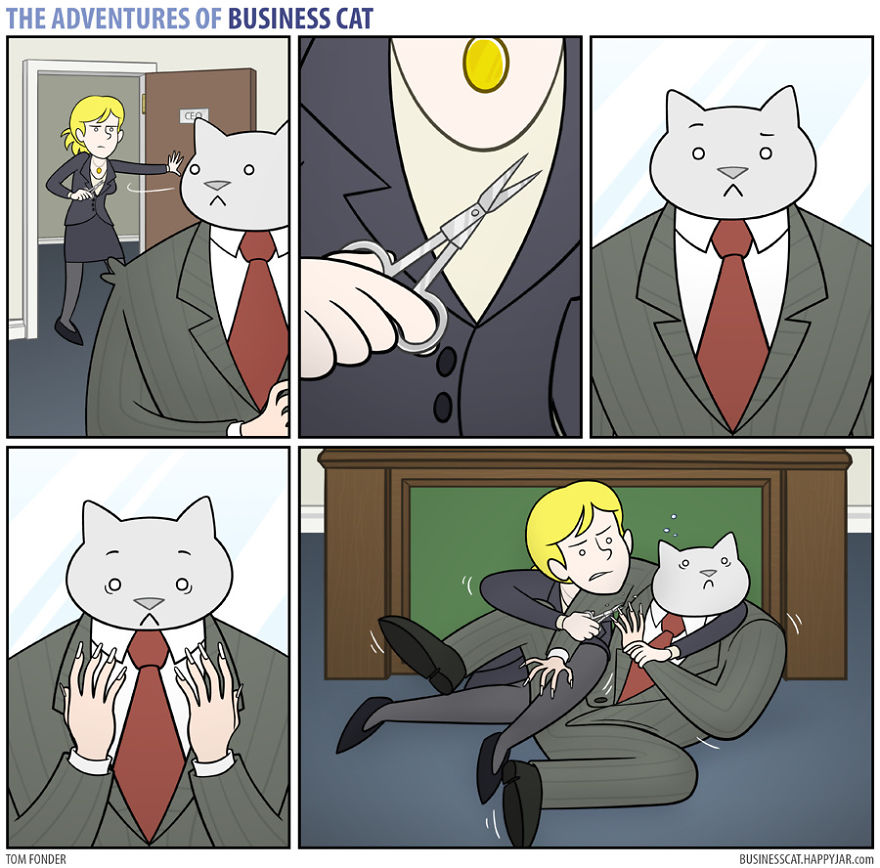 THE ADVENTURES OF BUSINESS CAT
CEO
TOM FONDER
BUSINESSCAT.HAPPYJAR.com